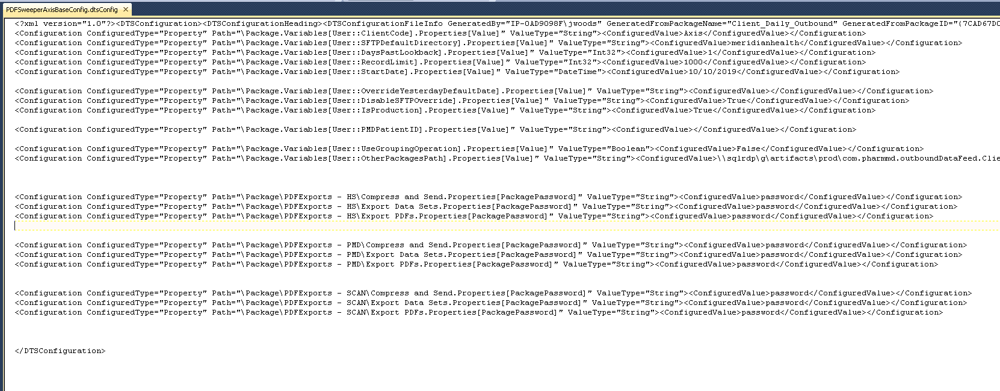 PDFSweeperAxisBaseConfig.dtsConfig ✕
<?xml version="1.0"?><DTSConfiguration><DTSConfigurationHeading><DTSConfigurationFileInfo GeneratedBy="IP-0AD9098F\jwoods" GeneratedFromPackageName="Client_Daily_Outbound" GeneratedFromPackageID="{7CAD67D0
<Configuration ConfiguredType="Property" Path="\Package.Variables[User::ClientCode].Properties[Value]" ValueType="String"><ConfiguredValue>Axis</ConfiguredValue></Configuration>
<Configuration ConfiguredType="Property" Path="\Package.Variables[User::SFTPDefaultDirectory].Properties[Value]" ValueType="String"><ConfiguredValue>meridianhealth</ConfiguredValue></Configuration>
<Configuration ConfiguredType="Property" Path="\Package.Variables[User::DaysPastLookback].Properties[Value]" ValueType="Int32"><ConfiguredValue>1</ConfiguredValue></Configuration>
<Configuration ConfiguredType="Property" Path="\Package.Variables[User::RecordLimit].Properties[Value]" ValueType="Int32"><ConfiguredValue>1000</ConfiguredValue></Configuration>
<Configuration ConfiguredType="Property" Path="\Package.Variables[User::StartDate].Properties[Value]" ValueType="DateTime"><ConfiguredValue>10/10/2019</ConfiguredValue></Configuration>
<Configuration ConfiguredType="Property" Path="\Package.Variables[User::OverrideYesterdayDefaultDate].Properties[Value]" ValueType="String"><ConfiguredValue></ConfiguredValue></Configuration>
<Configuration ConfiguredType="Property" Path="\Package.Variables[User::DisableSFTPOverride].Properties[Value]" ValueType="String"><ConfiguredValue>True</ConfiguredValue></Configuration>
<Configuration ConfiguredType="Property" Path="\Package.Variables[User::IsProduction].Properties[Value]" ValueType="String"><ConfiguredValue>True</ConfiguredValue></Configuration>
<Configuration ConfiguredType="Property" Path="\Package.Variables[User::PMDPatientID].Properties[Value]" ValueType="String"><ConfiguredValue></ConfiguredValue></Configuration>
<Configuration ConfiguredType="Property" Path="\Package.Variables[User::UseGroupingOperation].Properties[Value]" ValueType="Boolean"><ConfiguredValue>False</ConfiguredValue></Configuration>
<Configuration ConfiguredType="Property" Path="\Package.Variables[User::OtherPackagesPath].Properties[Value]" ValueType="String"><ConfiguredValue>\\sqlrdp\g\artifacts\prod\com.pharmmd.outboundDataFeed.Clie
<Configuration ConfiguredType="Property" Path="\Package\PDFExports - HS\Compress and Send.Properties[PackagePassword]" ValueType="String"><ConfiguredValue>password</ConfiguredValue></Configuration>
<Configuration ConfiguredType="Property" Path="\Package\PDFExports - HS\Export Data Sets.Properties[PackagePassword]" ValueType="String"><ConfiguredValue>password</ConfiguredValue></Configuration>
<Configuration ConfiguredType="Property" Path="\Package\PDFExports - HS\Export PDFs.Properties[PackagePassword]" ValueType="String"><ConfiguredValue>password</ConfiguredValue></Configuration>
<Configuration ConfiguredType="Property" Path="\Package\PDFExports - PMD\Compress and Send.Properties[PackagePassword]" ValueType="String"><ConfiguredValue>password</ConfiguredValue></Configuration>
<Configuration ConfiguredType="Property" Path="\Package\PDFExports - PMD\Export Data Sets.Properties[PackagePassword]" ValueType="String"><ConfiguredValue>password</ConfiguredValue></Configuration>
<Configuration ConfiguredType="Property" Path="\Package\PDFExports - PMD\Export PDFs.Properties[PackagePassword]" ValueType="String"><ConfiguredValue>password</ConfiguredValue></Configuration>
<Configuration ConfiguredType="Property" Path="\Package\PDFExports - SCAN\Compress and Send.Properties[PackagePassword]" ValueType="String"><ConfiguredValue>password</ConfiguredValue></Configuration>
<Configuration ConfiguredType="Property" Path="\Package\PDFExports - SCAN\Export Data Sets.Properties[PackagePassword]" ValueType="String"><ConfiguredValue>password</ConfiguredValue></Configuration>
<Configuration ConfiguredType="Property" Path="\Package\PDFExports - SCAN\Export PDFs.Properties[PackagePassword]" ValueType="String"><ConfiguredValue>password</ConfiguredValue></Configuration>
</DTSConfiguration>